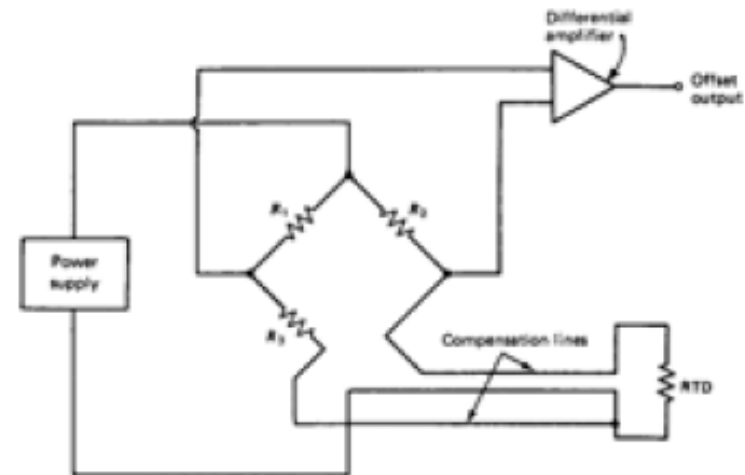 Differential
amplifier
Offset
output
R₁
R₂
Power
supply
R₃
Compensation lines
RTD